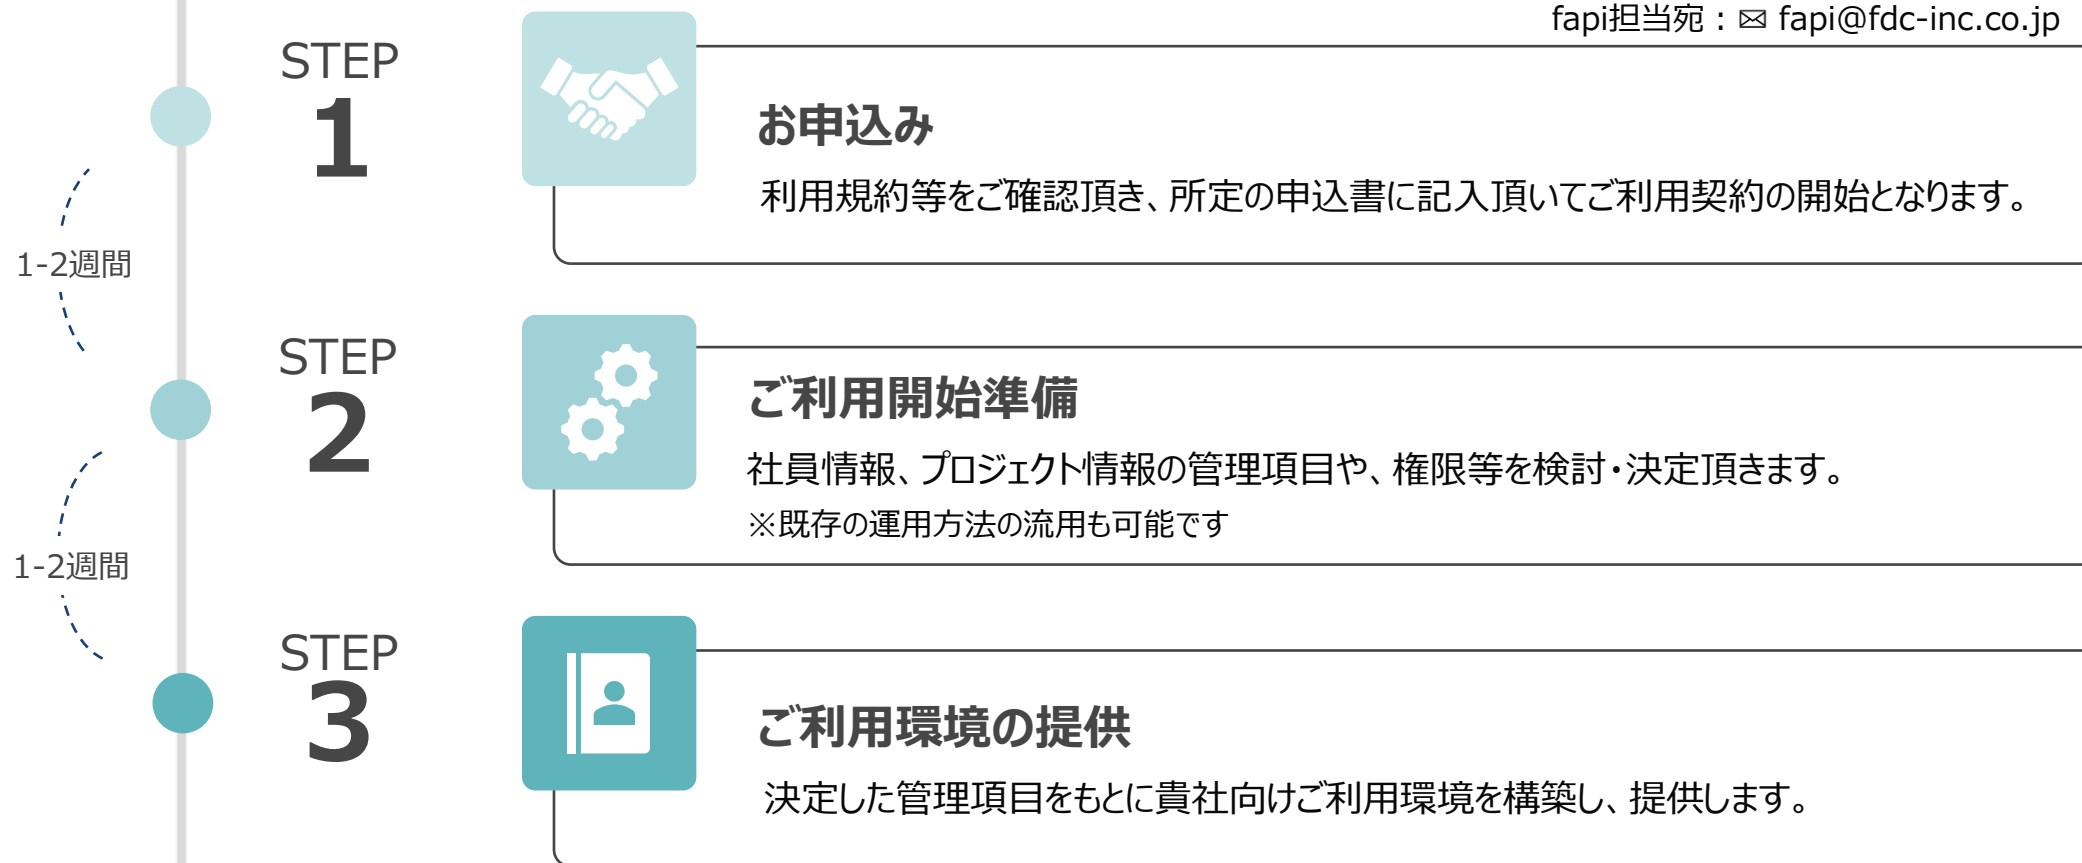 fapi担当宛：✉ fapi@fdc-inc.co.jp
STEP
1
お申込み
利用規約等をご確認頂き、所定の申込書に記入頂いてご利用契約の開始となります。
1-2週間
STEP
2
ご利用開始準備
社員情報、プロジェクト情報の管理項目や、権限等を検討・決定頂きます。
※既存の運用方法の流用も可能です
1-2週間
STEP
3
ご利用環境の提供
決定した管理項目をもとに貴社向けご利用環境を構築し、提供します。